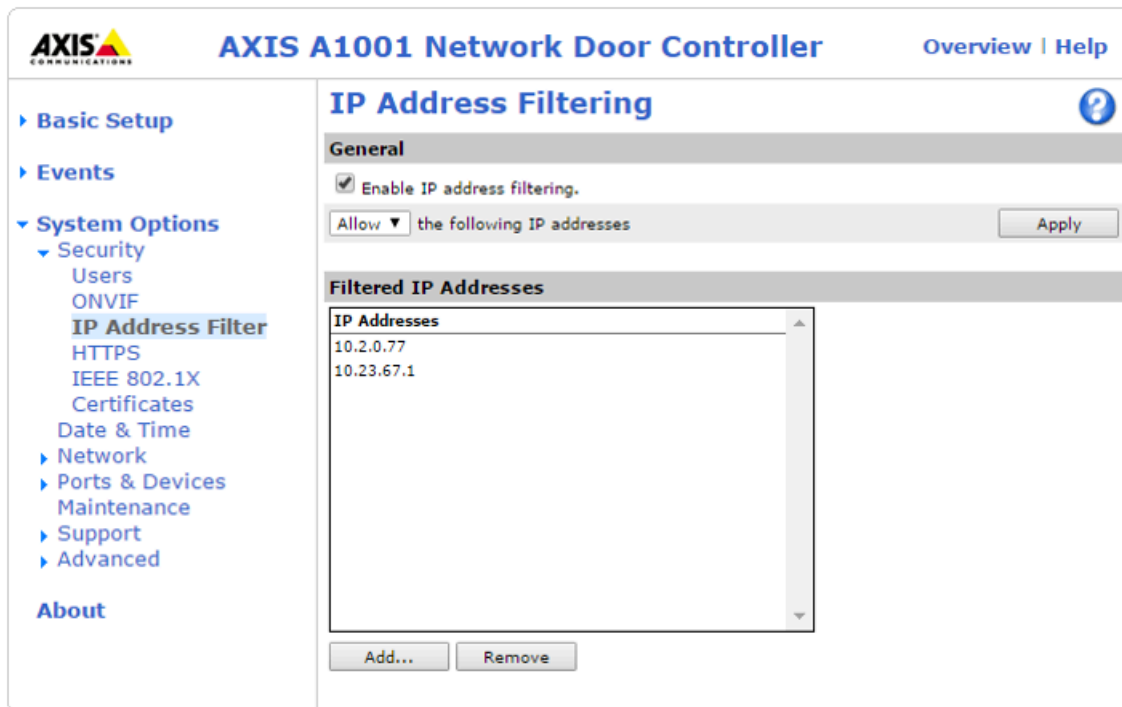 AXIS
COMMUNICATIONS
AXIS A1001 Network Door Controller
Overview | Help
Basic Setup
Events
System Options
Security
Users
ONVIF
IP Address Filter
HTTPS
IEEE 802.1X
Certificates
Date & Time
Network
Ports & Devices
Maintenance
Support
Advanced
About
IP Address Filtering
?
General
Enable IP address filtering.
Allow ▼ the following IP addresses
Apply
Filtered IP Addresses
IP Addresses
10.2.0.77
10.23.67.1
Add...
Remove